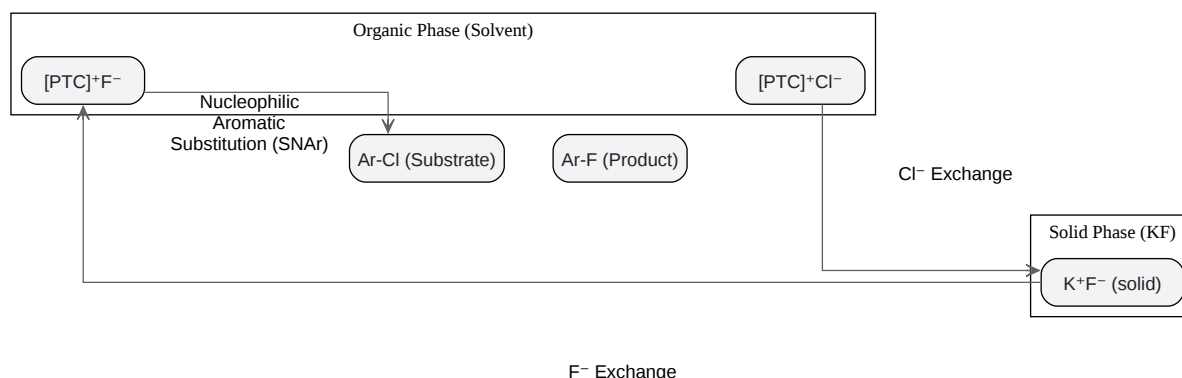 Organic Phase (Solvent)
[PTC]⁺F⁻
[PTC]⁺Cl⁻
Nucleophilic
Aromatic
Substitution (SNAr)
Ar-Cl (Substrate)
Ar-F (Product)
Cl⁻ Exchange
Solid Phase (KF)
K⁺F⁻ (solid)
F⁻ Exchange